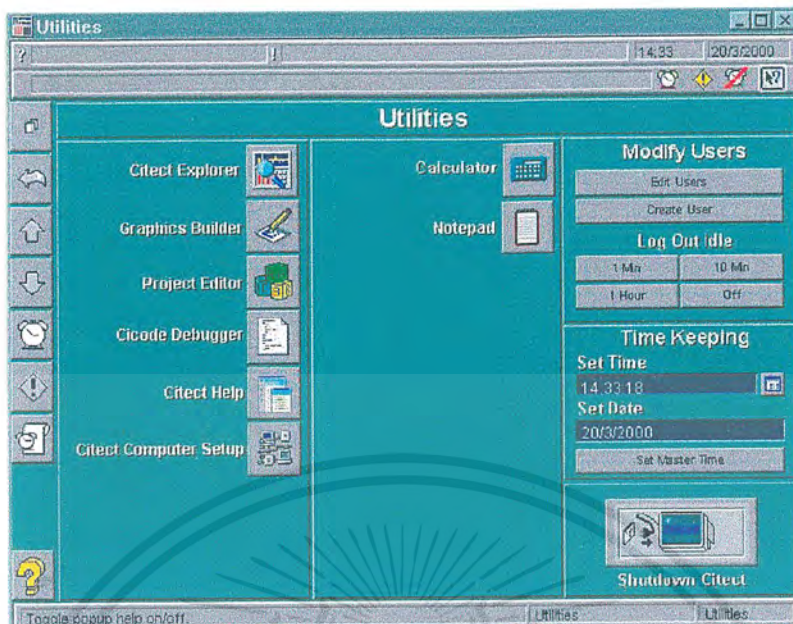 Utilities
? ! 14:33 20/3/2000
Utilities
Citect Explorer
Graphics Builder
Project Editor
Cicode Debugger
Citect Help
Citect Computer Setup
Calculator
Notepad
Modify Users
Edit Users
Create User
Log Out Idle
1 Mn 10 Mn
1 Hour Off
Time Keeping
Set Time
14:33:18
Set Date
20/3/2000
Set Master Time
Shutdown Citect
Toggle popup help on/off. Utilities Utilities